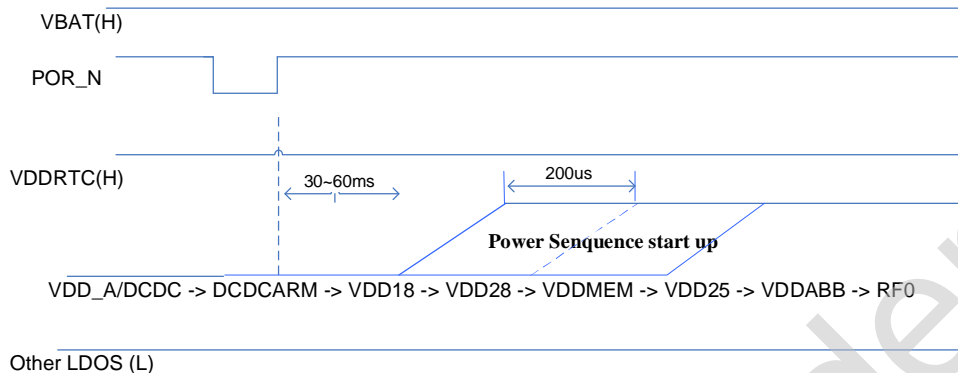 VBAT(H)
POR_N
VDDRTC(H)
30~60ms
200us
Power Senquence start up
VDD_A/DCDC -> DCDCARM -> VDD18 -> VDD28 -> VDDMEM -> VDD25 -> VDDABB -> RF0
Other LDOS (L)